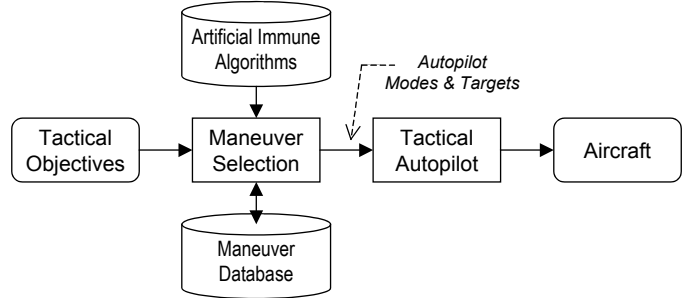 Artificial Immune
Algorithms
Autopilot
Modes & Targets
Tactical
Objectives
Maneuver
Selection
Tactical
Autopilot
Aircraft
Maneuver
Database